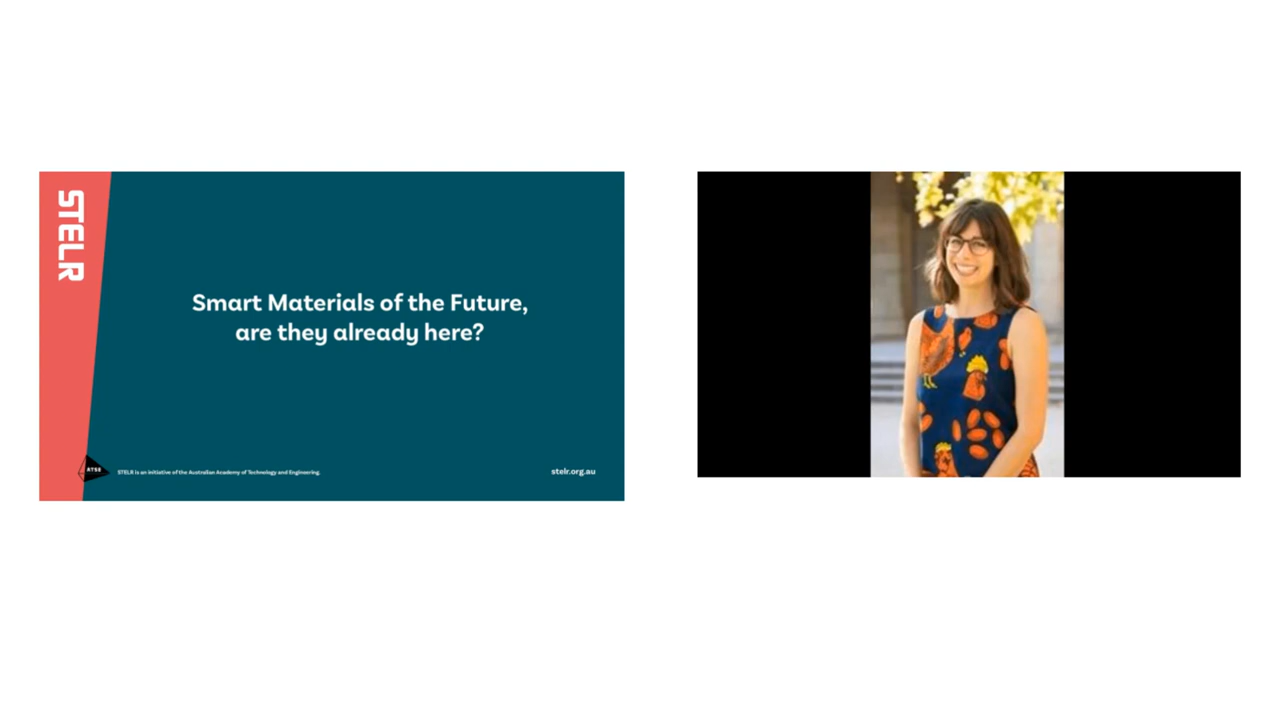 STELR
Smart Materials of the Future,
are they already here?
ATSE
STELR is an initiative of the Australian Academy of Technology and Engineering.
stelr.org.au